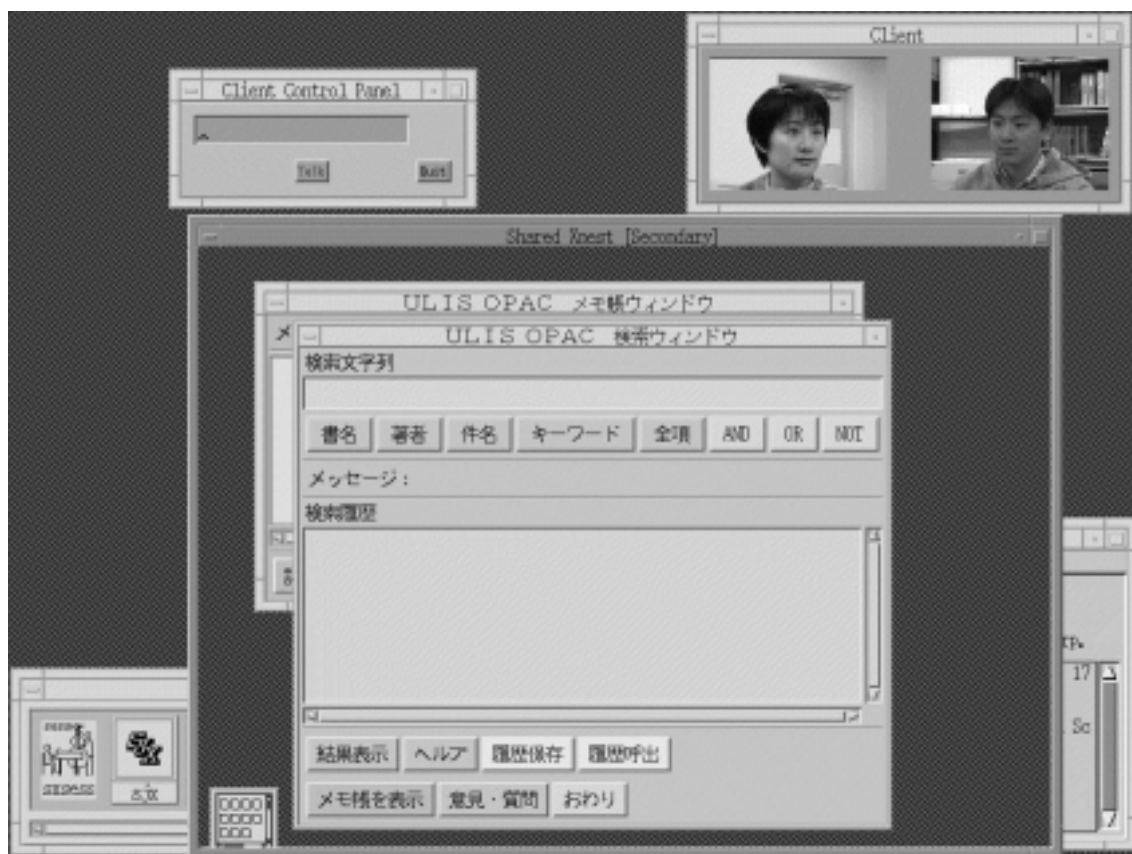 Client
Client Control Panel
Talk
Shared Xnest [Secondary]
ULIS OPAC メモ帳ウィンドウ
メ
ULIS OPAC 検索ウィンドウ
検索文字列
書名 著者 件名 キーワード 全項 AND OR NOT
メッセージ:
検索履歴
17
Sc
結果表示 ヘルプ 履歴保存 履歴呼出
メモ帳を表示 意見・質問 おわり